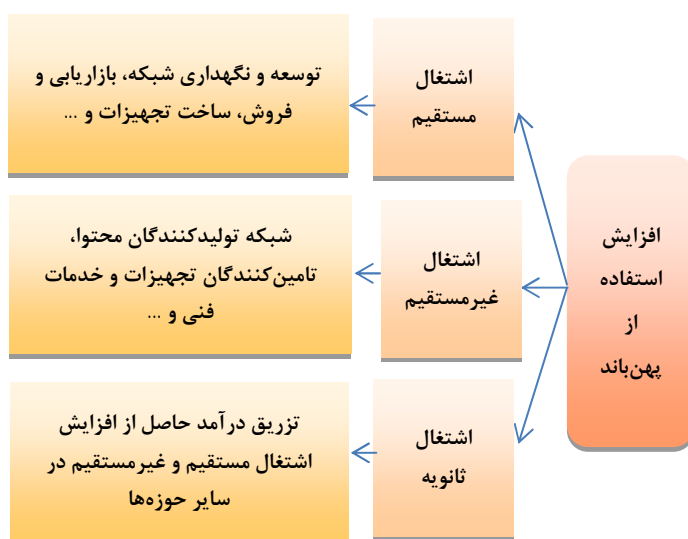 افزایش
استفاده
از
پهن‌باند
اشتغال
مستقیم
توسعه و نگهداری شبکه، بازاریابی و
فروش، ساخت تجهیزات و ...
اشتغال
غیرمستقیم
شبکه تولیدکنندگان محتوا،
تامین‌کنندگان تجهیزات و خدمات
فنی و ...
اشتغال
ثانویه
تزریق درآمد حاصل از افزایش
اشتغال مستقیم و غیرمستقیم در
سایر حوزه‌ها